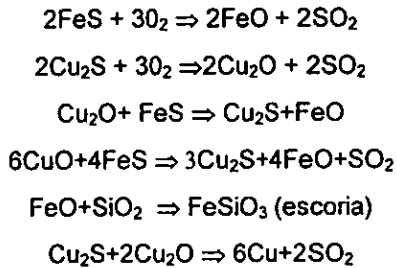 2FeS + 3O₂ ⇒ 2FeO + 2SO₂
2Cu₂S + 3O₂ ⇒2Cu₂O + 2SO₂
Cu₂O+ FeS ⇒ Cu₂S+FeO
6CuO+4FeS ⇒ 3Cu₂S+4FeO+SO₂
FeO+SiO₂ ⇒ FeSiO₃ (escoria)
Cu₂S+2Cu₂O ⇒ 6Cu+2SO₂